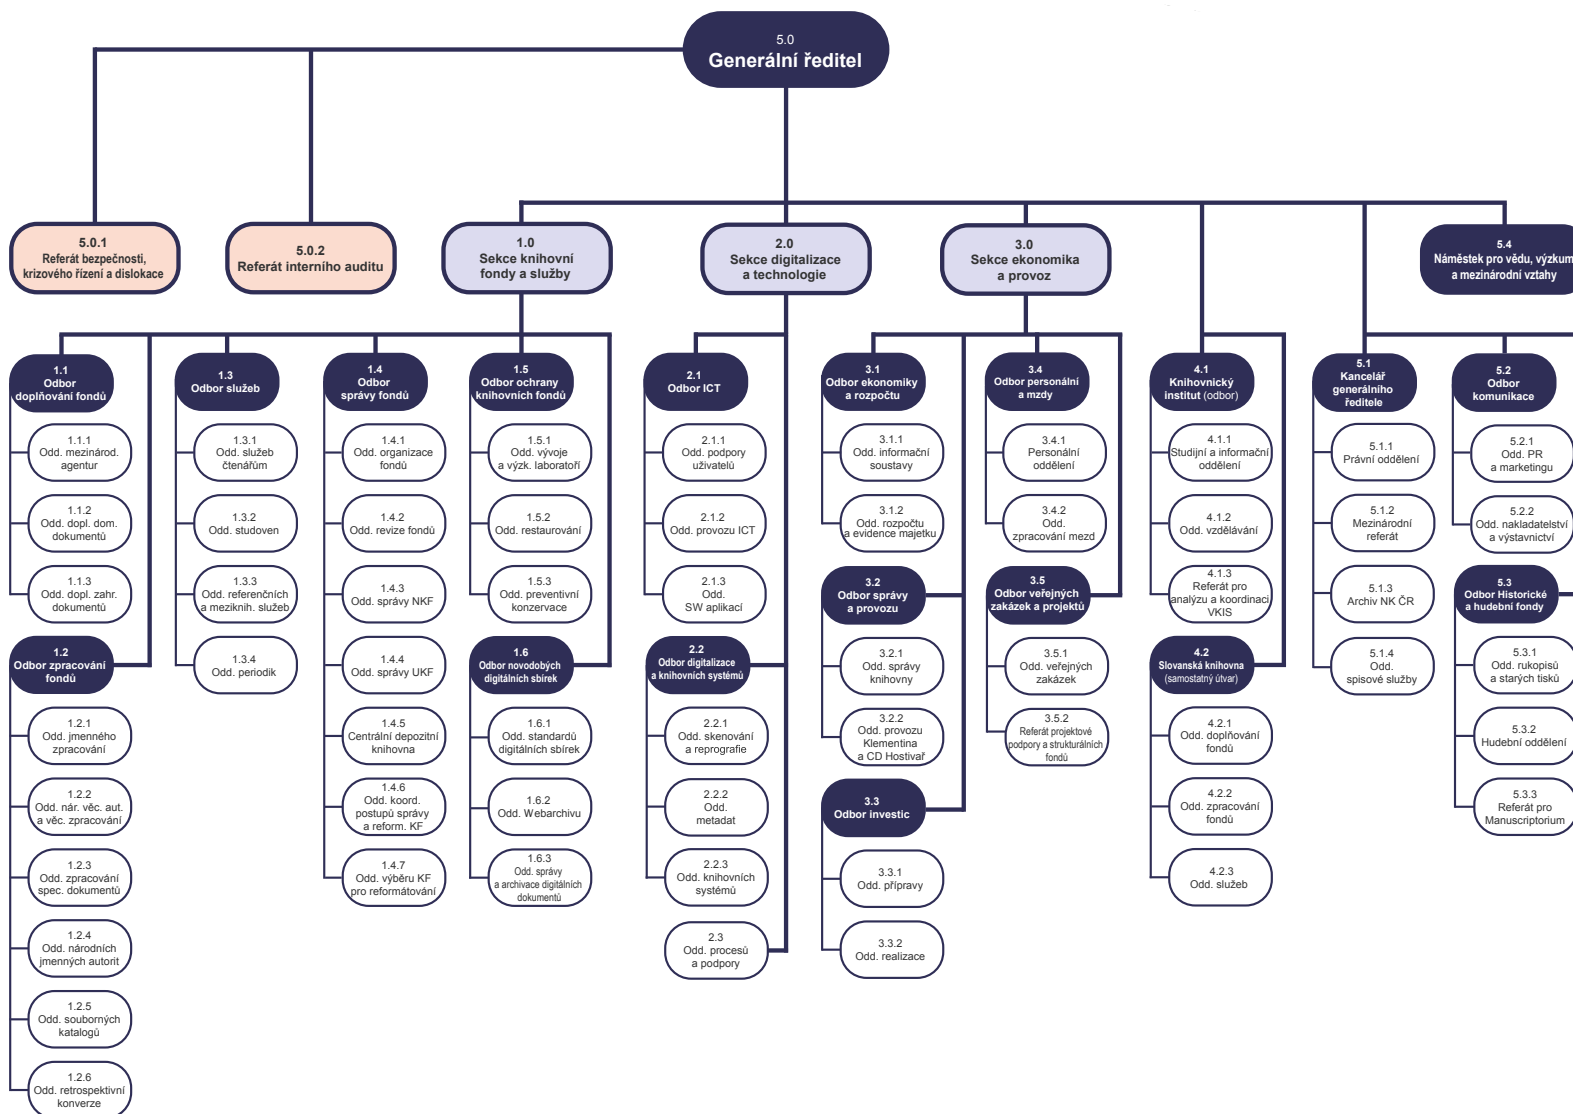 5.0
Generální ředitel
5.0.1
Referát bezpečnosti,
krizového řízení a dislokace
5.0.2
Referát interního auditu
1.0
Sekce knihovní
fondy a služby
2.0
Sekce digitalizace
a technologie
3.0
Sekce ekonomika
a provoz
5.4
Náměstek pro vědu, výzkum
a mezinárodní vztahy
1.1
Odbor
doplňování fondů
1.1.1
Odd. mezinárod.
agentur
1.1.2
Odd. dopl. dom.
dokumentů
1.1.3
Odd. dopl. zahr.
dokumentů
1.2
Odbor zpracování
fondů
1.2.1
Odd. jmenného
zpracování
1.2.2
Odd. nár. věc. aut.
a věc. zpracování
1.2.3
Odd. zpracování
spec. dokumentů
1.2.4
Odd. národních
jmenných autorit
1.2.5
Odd. souborných
katalogů
1.2.6
Odd. retrospektivní
konverze
1.3
Odbor služeb
1.3.1
Odd. služeb
čtenářům
1.3.2
Odd. studoven
1.3.3
Odd. referenčních
a meziknih. služeb
1.3.4
Odd. periodik
1.4
Odbor
správy fondů
1.4.1
Odd. organizace
fondů
1.4.2
Odd. revize fondů
1.4.3
Odd. správy NKF
1.4.4
Odd. správy UKF
1.4.5
Centrální depozitní
knihovna
1.4.6
Odd. koord.
postupů správy
a reform. KF
1.4.7
Odd. výběru KF
pro reformátování
1.5
Odbor ochrany
knihovních fondů
1.5.1
Odd. vývoje
a výzk. laboratoří
1.5.2
Odd. restaurování
1.5.3
Odd. preventivní
konzervace
1.6
Odbor novodobých
digitálních sbírek
1.6.1
Odd. standardů
digitálních sbírek
1.6.2
Odd. Webarchivu
1.6.3
Odd. správy
a archivace digitálních
dokumentů
2.1
Odbor ICT
2.1.1
Odd. podpory
uživatelů
2.1.2
Odd. provozu ICT
2.1.3
Odd.
SW aplikací
2.2
Odbor digitalizace
a knihovních systémů
2.2.1
Odd. skenování
a reprografie
2.2.2
Odd.
metadat
2.2.3
Odd. knihovních
systémů
2.3
Odd. procesů
a podpory
3.1
Odbor ekonomiky
a rozpočtu
3.1.1
Odd. informační
soustavy
3.1.2
Odd. rozpočtu
a evidence majetku
3.2
Odbor správy
a provozu
3.2.1
Odd. správy
knihovny
3.2.2
Odd. provozu
Klementina
a CD Hostivař
3.3
Odbor investic
3.3.1
Odd. přípravy
3.3.2
Odd. realizace
3.4
Odbor personální
a mzdy
3.4.1
Personální
oddělení
3.4.2
Odd.
zpracování mezd
3.5
Odbor veřejných
zakázek a projektů
3.5.1
Odd. veřejných
zakázek
3.5.2
Referát projektové
podpory a strukturálních
fondů
4.1
Knihovnický
institut (odbor)
4.1.1
Studijní a informační
oddělení
4.1.2
Odd. vzdělávání
4.1.3
Referát pro
analýzu a koordinaci
VKIS
4.2
Slovanská knihovna
(samostatný útvar)
4.2.1
Odd. doplňování
fondů
4.2.2
Odd. zpracování
fondů
4.2.3
Odd. služeb
5.1
Kancelář
generálního
ředitele
5.1.1
Právní oddělení
5.1.2
Mezinárodní
referát
5.1.3
Archiv NK ČR
5.1.4
Odd.
spisové služby
5.2
Odbor
komunikace
5.2.1
Odd. PR
a marketingu
5.2.2
Odd. nakladatelství
a výstavnictví
5.3
Odbor Historické
a hudební fondy
5.3.1
Odd. rukopisů
a starých tisků
5.3.2
Hudební oddělení
5.3.3
Referát pro
Manuscriptorium